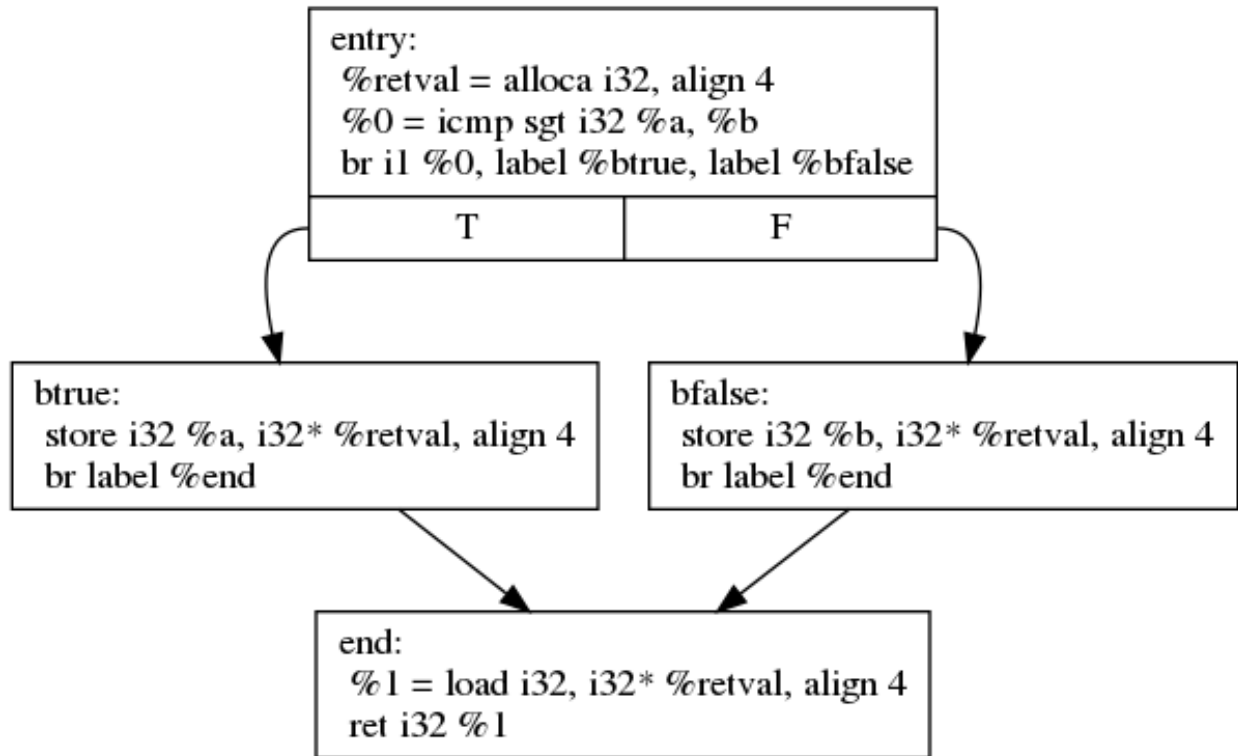 entry:
%retval = alloca i32, align 4
%0 = icmp sgt i32 %a, %b
br i1 %0, label %btrue, label %bfalse
T
F
btrue:
store i32 %a, i32* %retval, align 4
br label %end
bfalse:
store i32 %b, i32* %retval, align 4
br label %end
end:
%1 = load i32, i32* %retval, align 4
ret i32 %1